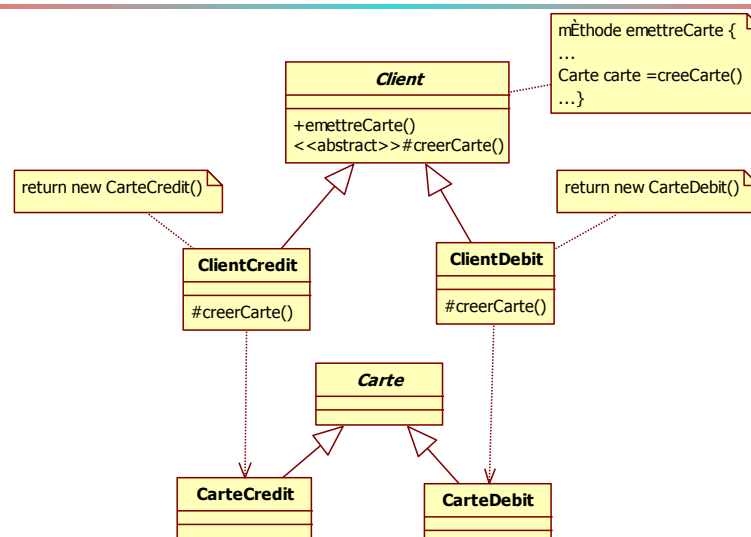 mÈthode emettreCarte {
...
Carte carte =creeCarte()
...}
Client
+emettreCarte()
<<abstract>>#creerCarte()
return new CarteCredit()
return new CarteDebit()
ClientCredit
#creerCarte()
ClientDebit
#creerCarte()
Carte
CarteCredit
CarteDebit